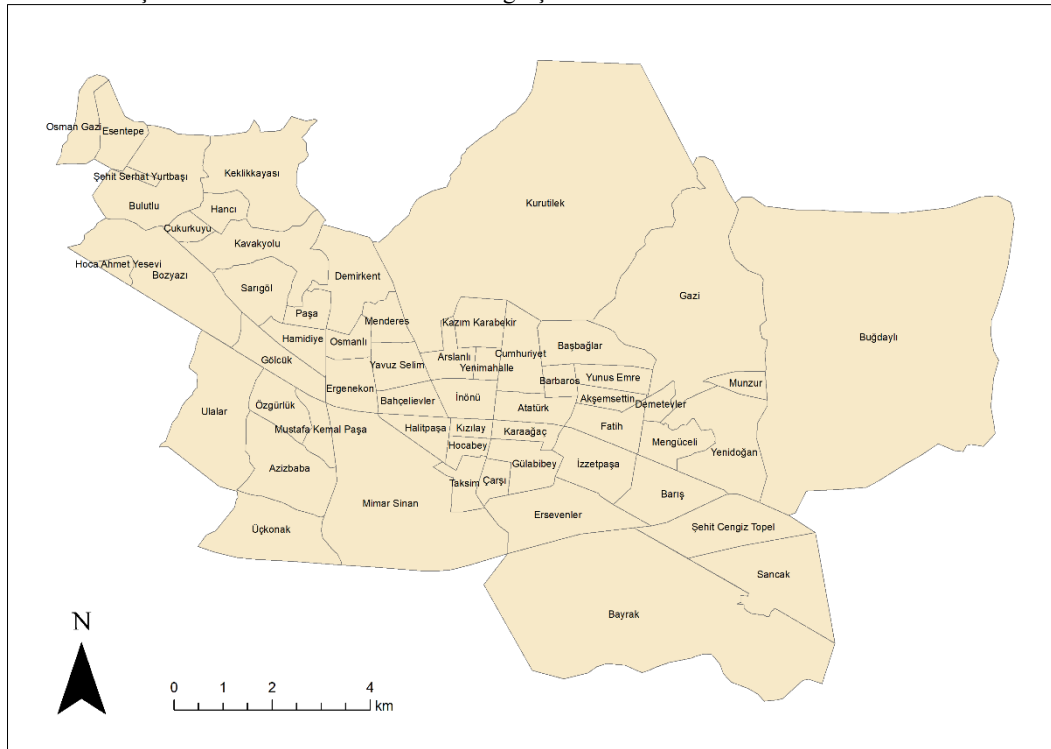 Osman Gazi
Esentepe
Şehit Serhat Yurtbaşı
Keklikkayası
Bulutlu
Hancı
Kurutilek
Çukurkuyu
Kavakyolu
Hoca Ahmet Yesevi
Bozyazı
Demirkent
Sarıgöl
Gazi
Paşa
Menderes
Kazım Karabekir
Hamidiye
Osmanlı
Buğdaylı
Gölcük
Arslanlı
Cumhuriyet
Başbağlar
Yavuz Selim
Yenimahalle
Barbaros
Yunus Emre
Munzur
Ergenekon
Bahçelievler
İnönü
Akşemsettin
Demetevler
Ulalar
Özgürlük
Atatürk
Mustafa Kemal Paşa
Halitpaşa
Kızılay
Karaağaç
Fatih
Hocabey
Mengüceli
Yenidoğan
Azizbaba
Gülabibey
İzzetpaşa
Taksim
Çarşı
Barış
Mimar Sinan
Ersevenler
Üçkonak
Şehit Cengiz Topel
Sancak
Bayrak
N
0 1 2 4
km